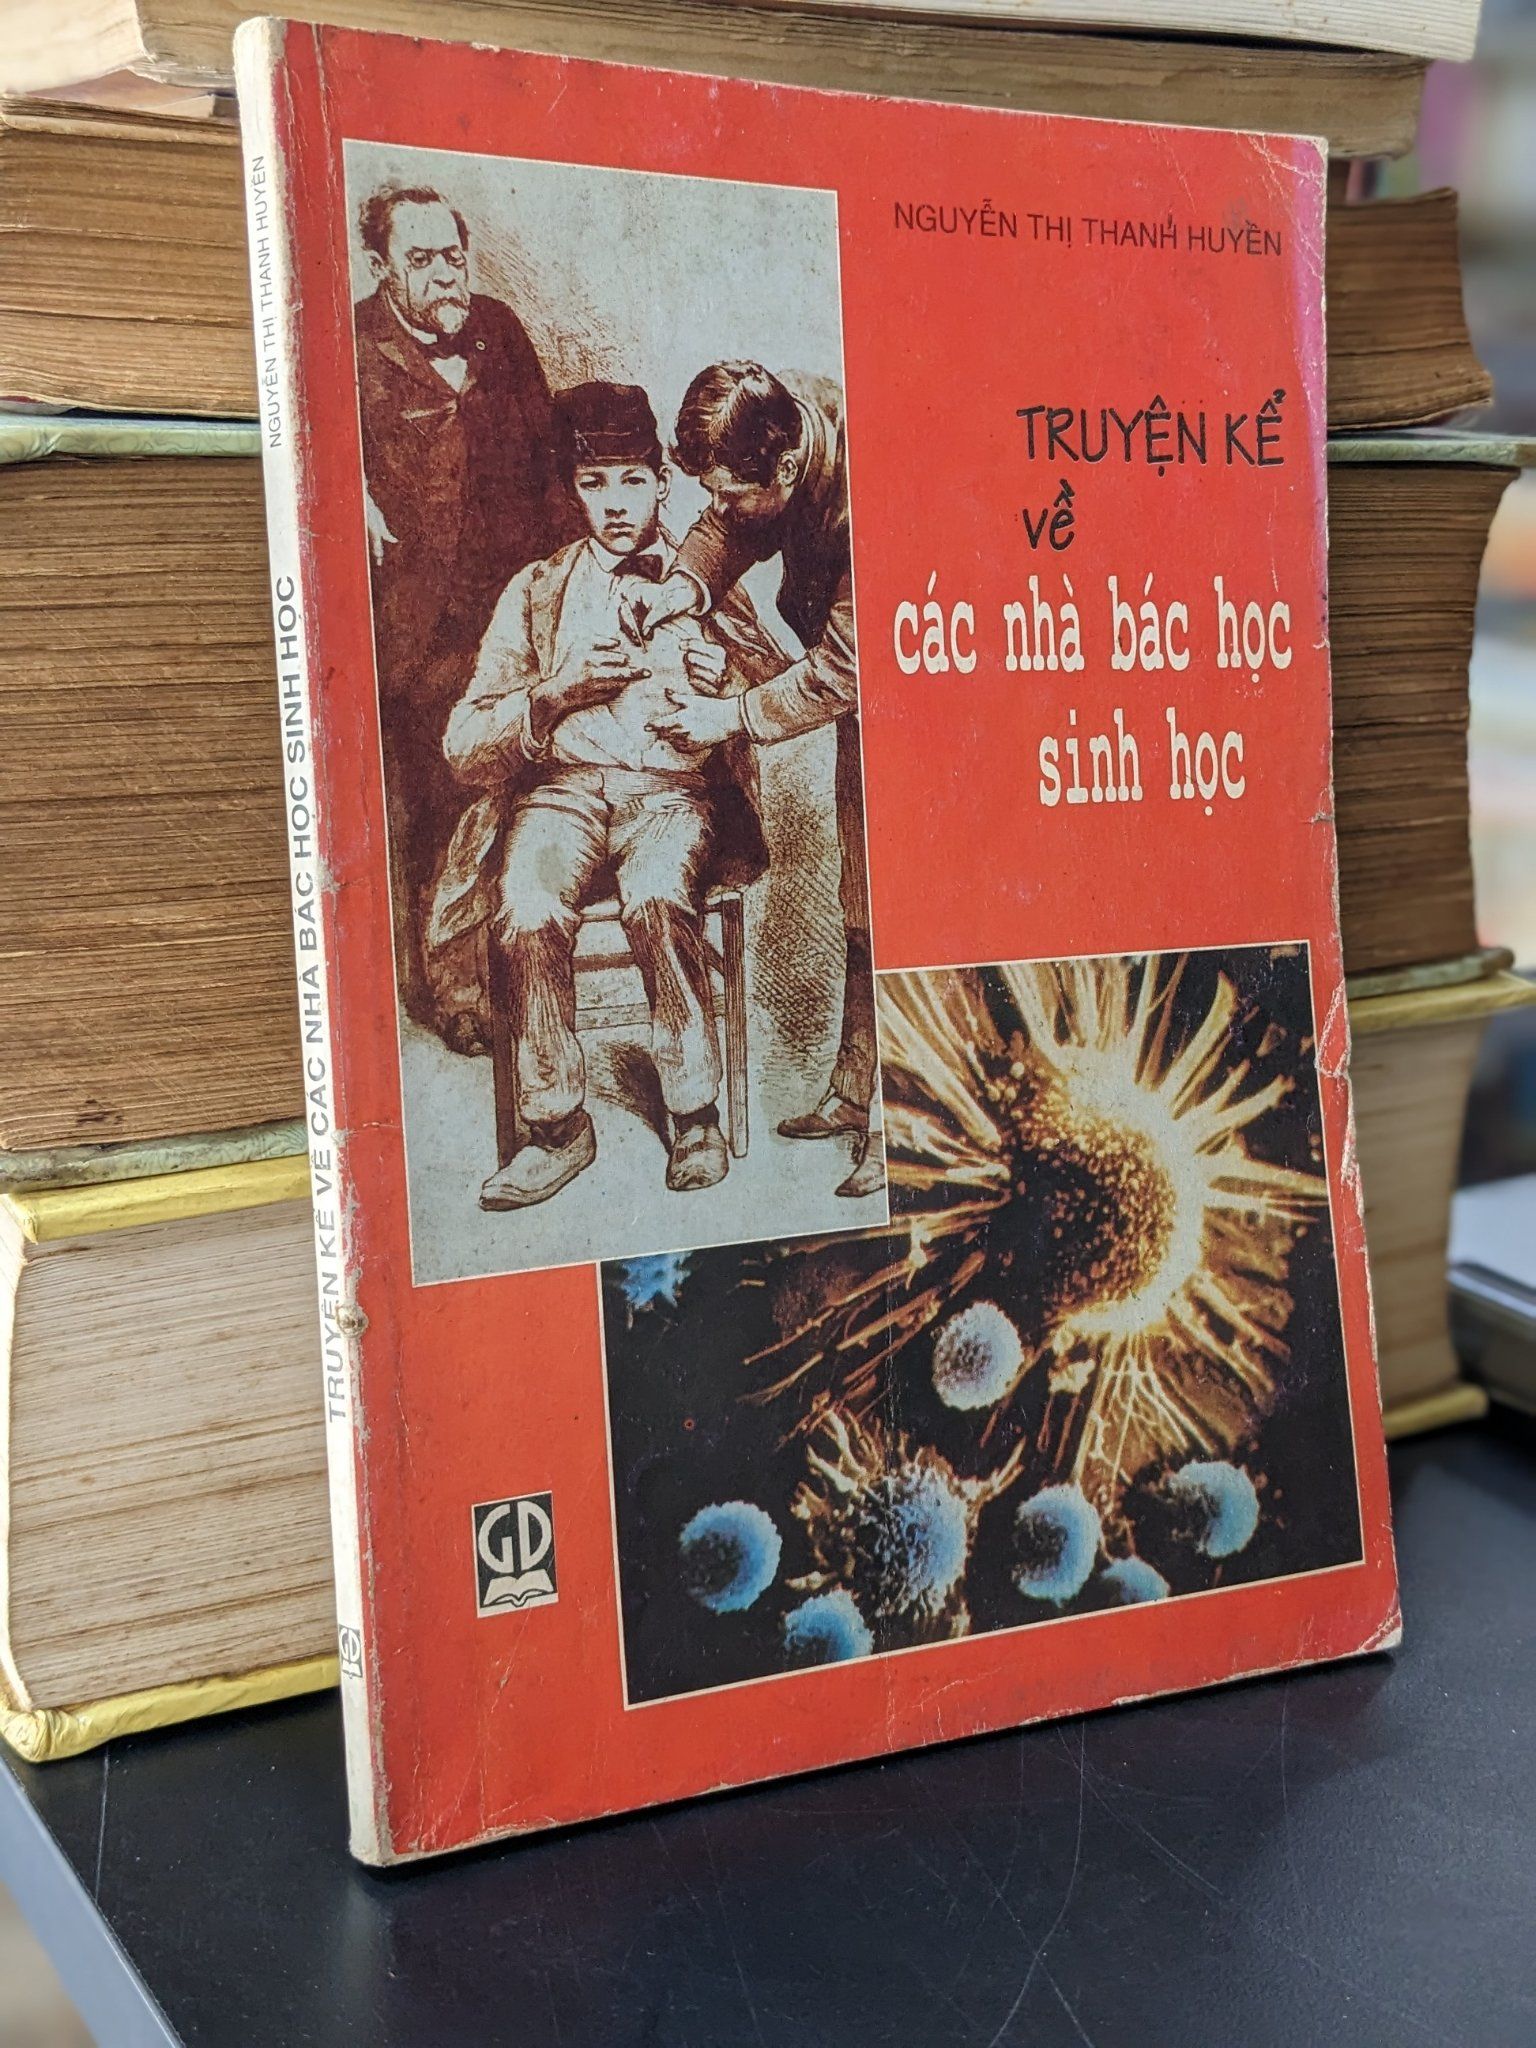 NGUYỄN THỊ THANH HUYỀN
TRUYỆN KỂ
về
các nhà bác học
sinh học
GD
NGUYỄN THỊ THANH HUYỀN
TRUYỆN KỂ VỀ CÁC NHÀ BÁC HỌC SINH HỌC
GD